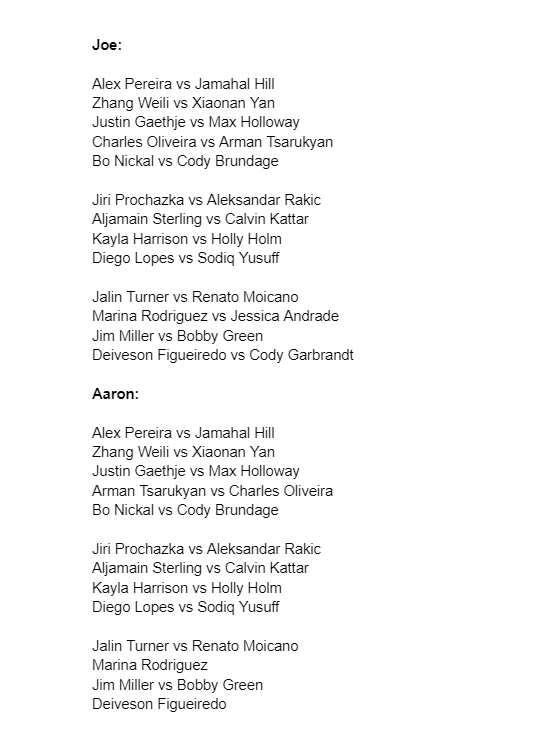 Joe:
Alex Pereira vs Jamahal Hill
Zhang Weili vs Xiaonan Yan
Justin Gaethje vs Max Holloway
Charles Oliveira vs Arman Tsarukyan
Bo Nickal vs Cody Brundage
Jiri Prochazka vs Aleksandar Rakic
Aljamain Sterling vs Calvin Kattar
Kayla Harrison vs Holly Holm
Diego Lopes vs Sodiq Yusuff
Jalin Turner vs Renato Moicano
Marina Rodriguez vs Jessica Andrade
Jim Miller vs Bobby Green
Deiveson Figueiredo vs Cody Garbrandt
Aaron:
Alex Pereira vs Jamahal Hill
Zhang Weili vs Xiaonan Yan
Justin Gaethje vs Max Holloway
Arman Tsarukyan vs Charles Oliveira
Bo Nickal vs Cody Brundage
Jiri Prochazka vs Aleksandar Rakic
Aljamain Sterling vs Calvin Kattar
Kayla Harrison vs Holly Holm
Diego Lopes vs Sodiq Yusuff
Jalin Turner vs Renato Moicano
Marina Rodriguez
Jim Miller vs Bobby Green
Deiveson Figueiredo